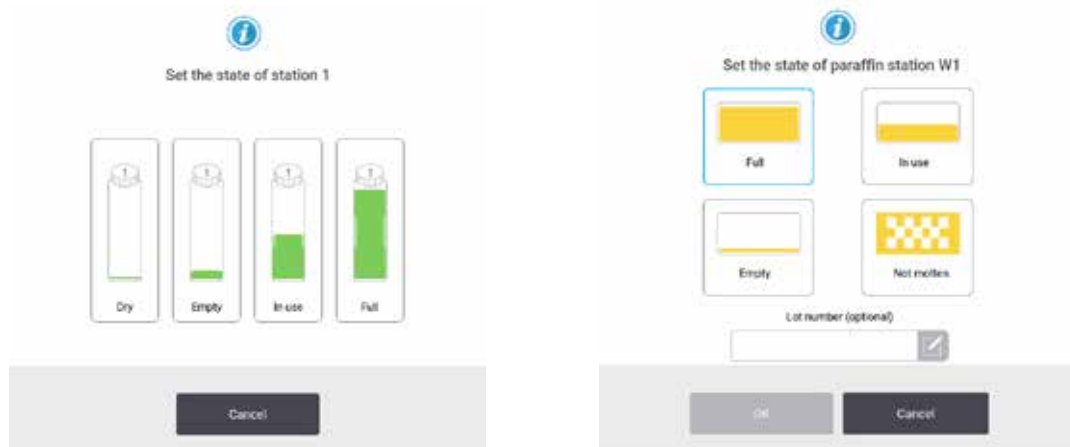 Set the state of station 1
1
1
1
1
Dry
Empty
In use
Full
Cancel
Set the state of paraffin station W1
Full
In use
Empty
Not molten
Lot number (optional)
OK
Cancel